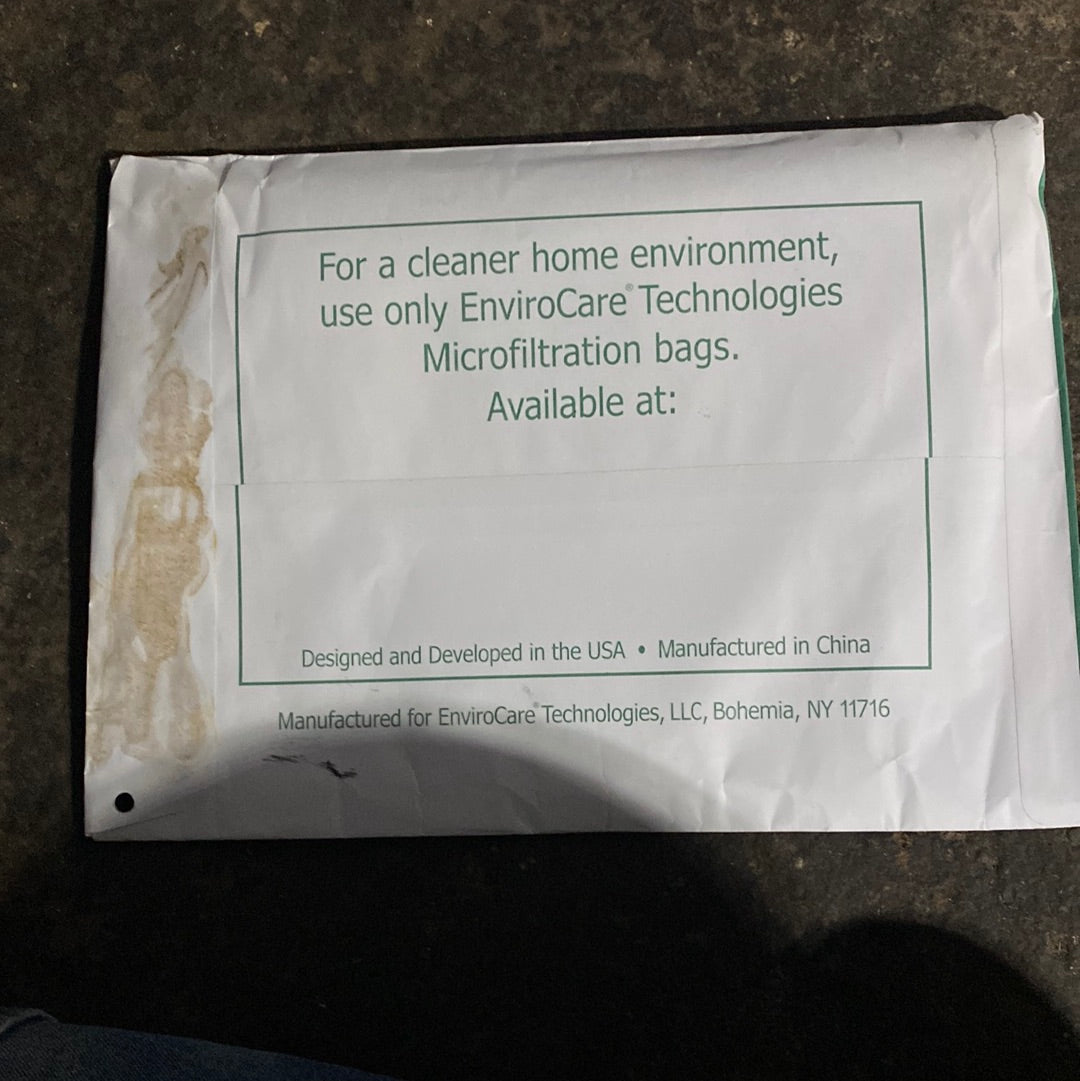 For a cleaner home environment,
use only EnviroCare® Technologies
Microfiltration bags.
Available at:
Designed and Developed in the USA • Manufactured in China
Manufactured for EnviroCare® Technologies, LLC, Bohemia, NY 11716